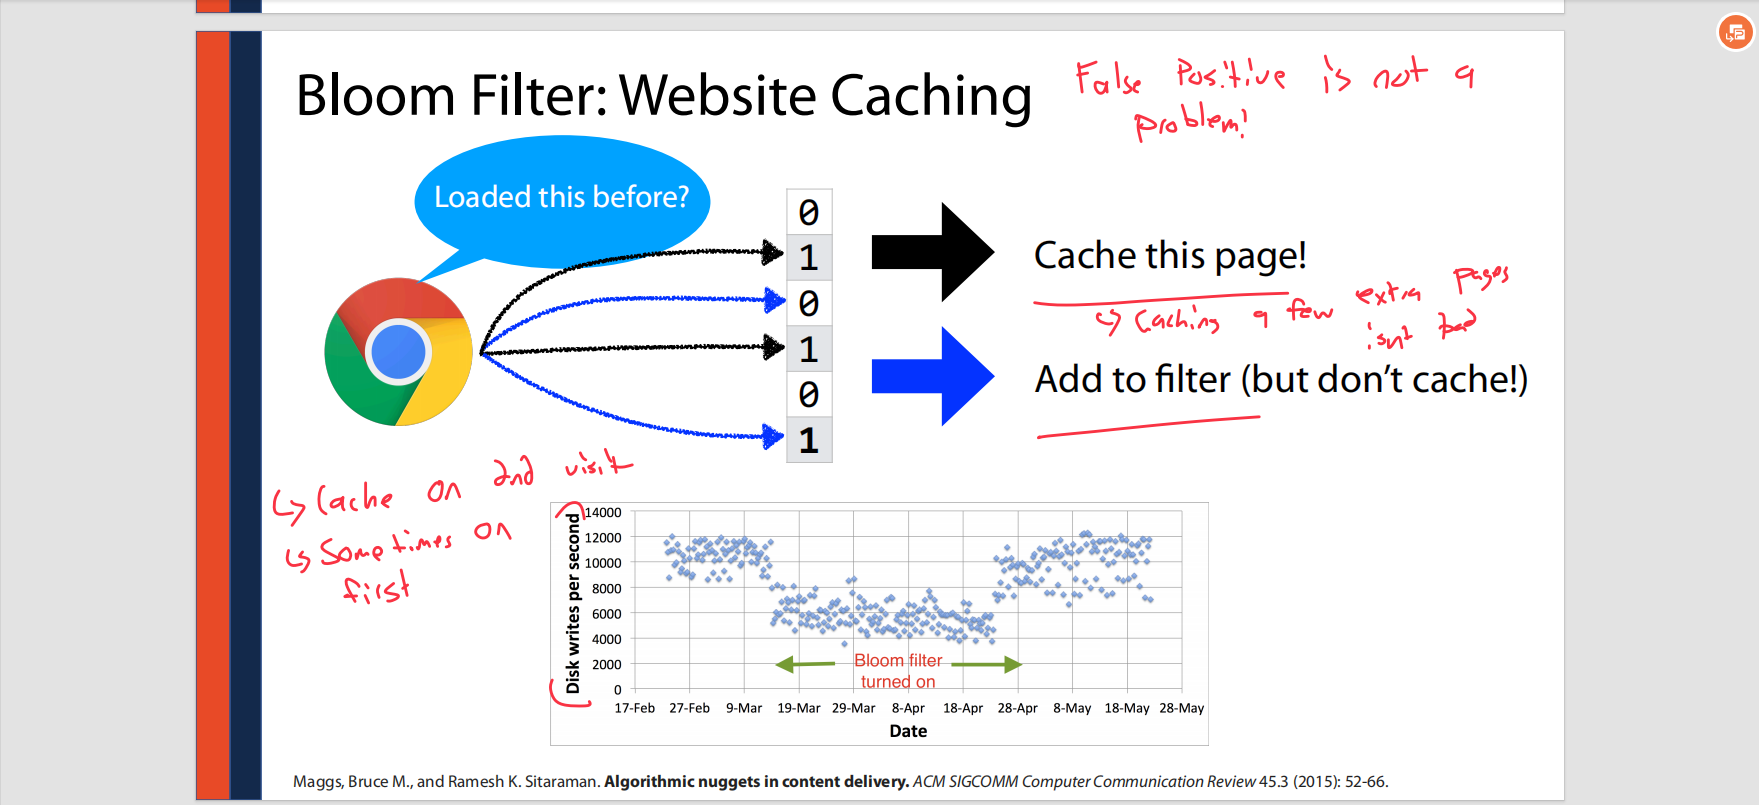 Bloom Filter: Website Caching
False Positive is not a
problem!
Loaded this before?
0
1
0
1
0
1
Cache this page!
↳ Caching a few extra pages
isnt bad
Add to filter (but don't cache!)
↳ Cache on 2nd visit
↳ Sometimes on
first
Disk writes per second
14000
12000
10000
8000
6000
4000
2000
0
Bloom filter
turned on
17-Feb 27-Feb 9-Mar 19-Mar 29-Mar 8-Apr 18-Apr 28-Apr 8-May 18-May 28-May
Date
Maggs, Bruce M., and Ramesh K. Sitaraman. Algorithmic nuggets in content delivery. ACM SIGCOMM Computer Communication Review 45.3 (2015): 52-66.